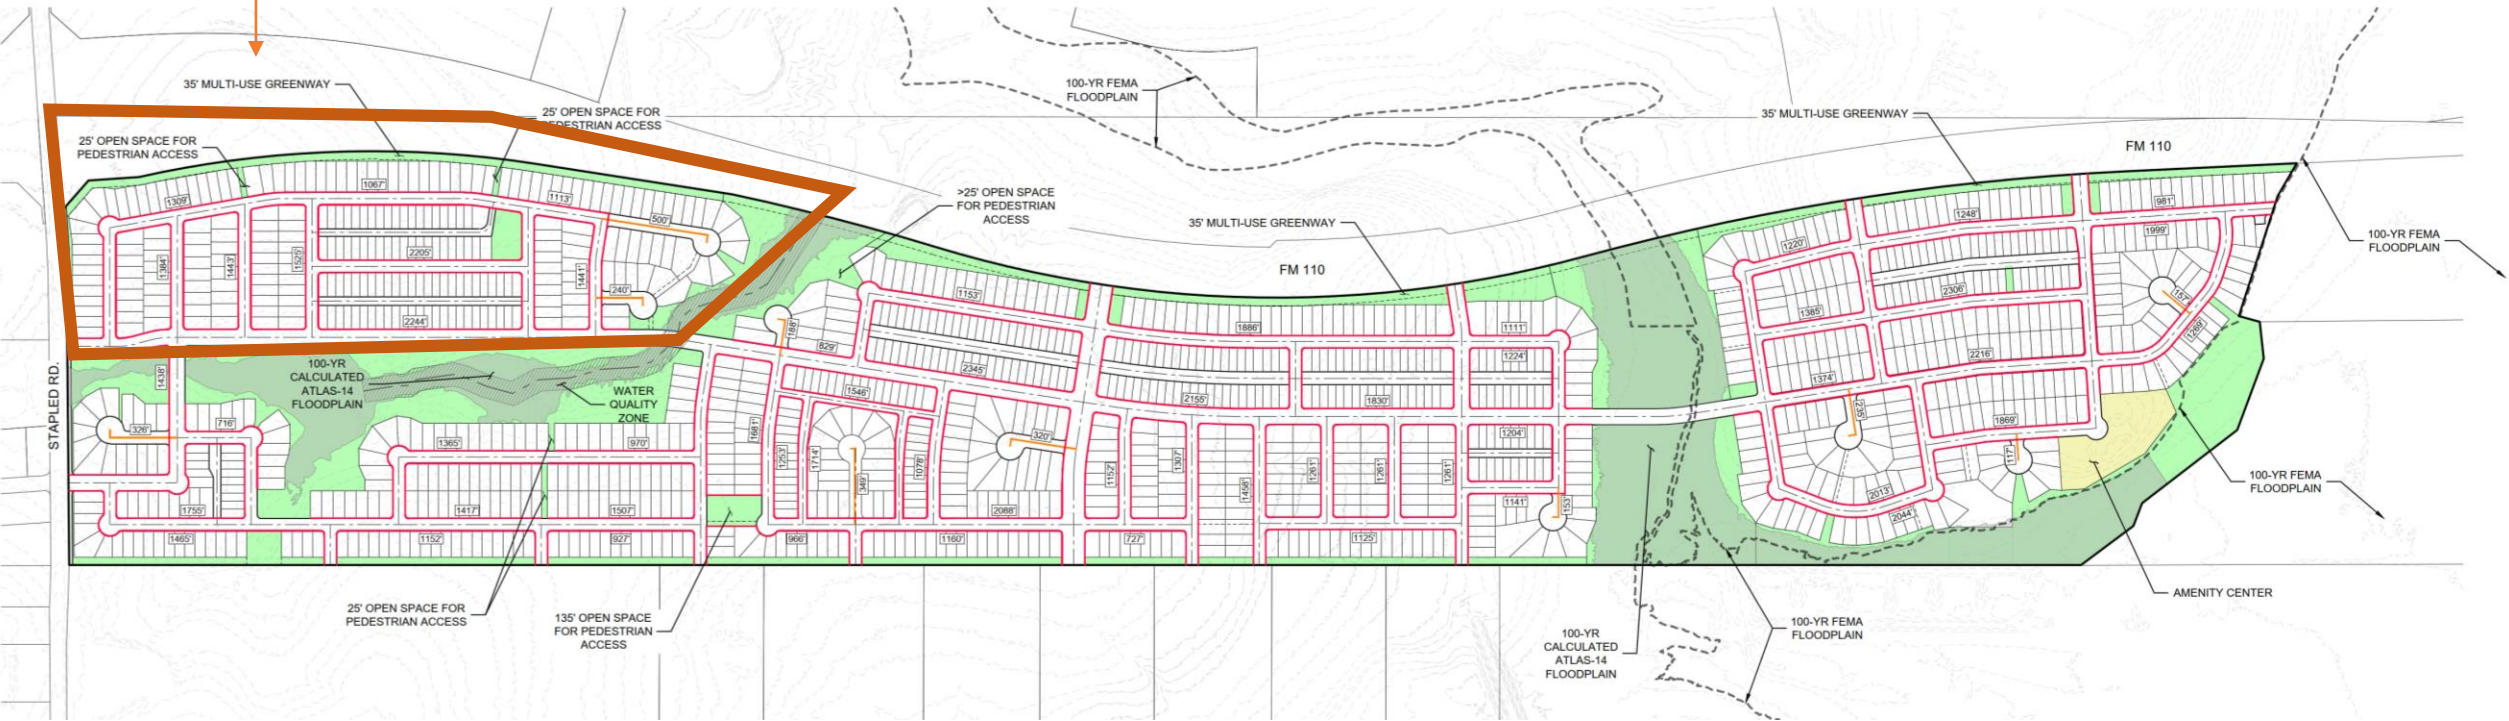 35' MULTI-USE GREENWAY
25' OPEN SPACE FOR
PEDESTRIAN ACCESS
25' OPEN SPACE FOR
PEDESTRIAN ACCESS
100-YR FEMA
FLOODPLAIN
35' MULTI-USE GREENWAY
FM 110
>25' OPEN SPACE
FOR PEDESTRIAN
ACCESS
35' MULTI-USE GREENWAY
FM 110
100-YR FEMA
FLOODPLAIN
1309'
1067'
1113'
500'
1384'
1443'
1525'
2205'
1441'
240'
2244'
STAPLED RD.
100-YR
CALCULATED
ATLAS-14
FLOODPLAIN
WATER
QUALITY
ZONE
1438'
326'
716'
1365'
970'
1755'
1417'
1507'
1465'
1152'
927'
188'
829'
1153'
2345'
1546'
1681'
1253'
1714'
349'
1078'
320'
2088'
966'
1160'
1886'
1111'
1224'
2155'
1830'
1204'
1152'
1307'
1458'
1261'
1261'
1261'
1141'
153'
727'
1125'
1220'
1248'
981'
1999'
1385'
2306'
157'
1269'
2216'
1374'
235'
1869'
117'
2013'
2044'
100-YR FEMA
FLOODPLAIN
AMENITY CENTER
25' OPEN SPACE FOR
PEDESTRIAN ACCESS
135' OPEN SPACE
FOR PEDESTRIAN
ACCESS
100-YR
CALCULATED
ATLAS-14
FLOODPLAIN
100-YR FEMA
FLOODPLAIN